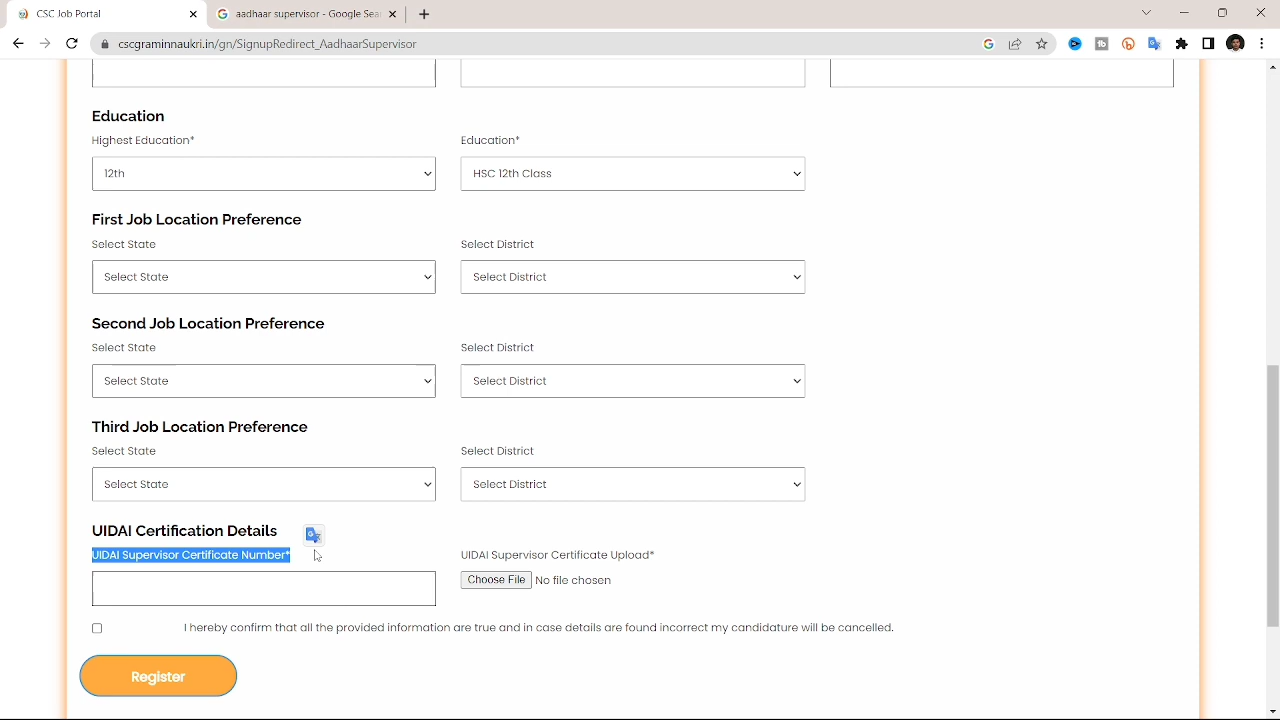 CSC Job Portal
aadhaar supervisor - Google Sea
cscgraminnaukri.in/gn/SignupRedirect_AadhaarSupervisor
Education
Highest Education* Education*
12th HSC 12th Class
First Job Location Preference
Select State Select District
Select State Select District
Second Job Location Preference
Select State Select District
Select State Select District
Third Job Location Preference
Select State Select District
Select State Select District
UIDAI Certification Details
UIDAI Supervisor Certificate Number* UIDAI Supervisor Certificate Upload*
Choose File No file chosen
I hereby confirm that all the provided information are true and in case details are found incorrect my candidature will be cancelled.
Register